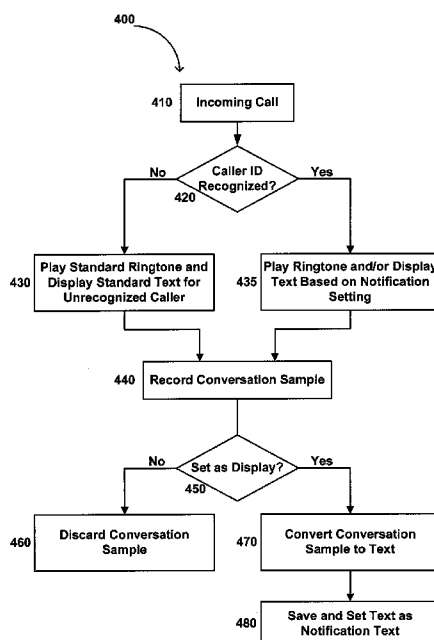 400
410
Incoming Call
Caller ID
Recognized?
420
No
Yes
430
Play Standard Ringtone and
Display Standard Text for
Unrecognized Caller
435
Play Ringtone and/or Display
Text Based on Notification
Setting
440
Record Conversation Sample
Set as Display?
450
No
Yes
460
Discard Conversation
Sample
470
Convert Conversation
Sample to Text
480
Save and Set Text as
Notification Text